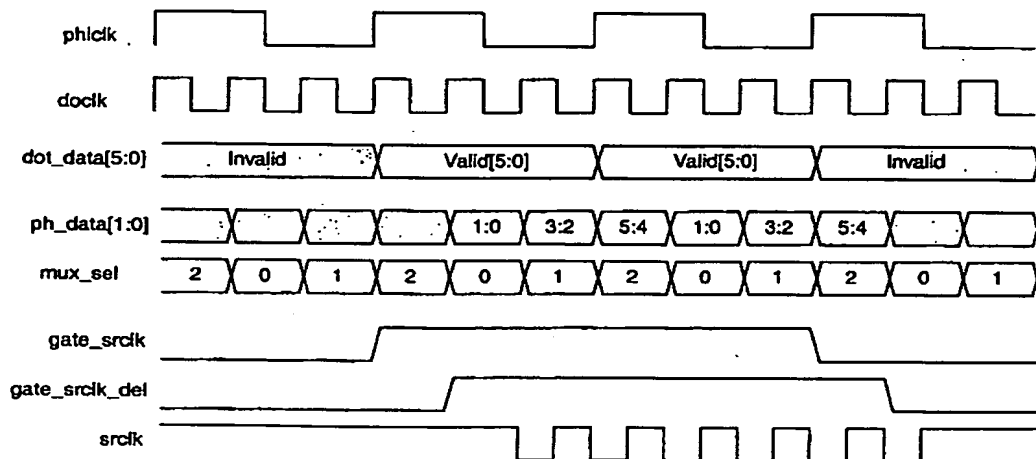 phlclk
doclk
dot_data[5:0] Invalid Valid[5:0] Valid[5:0] Invalid
ph_data[1:0] 1:0 3:2 5:4 1:0 3:2 5:4
mux_sel 2 0 1 2 0 1 2 0 1 2 0 1
gate_srclk
gate_srclk_del
srclk